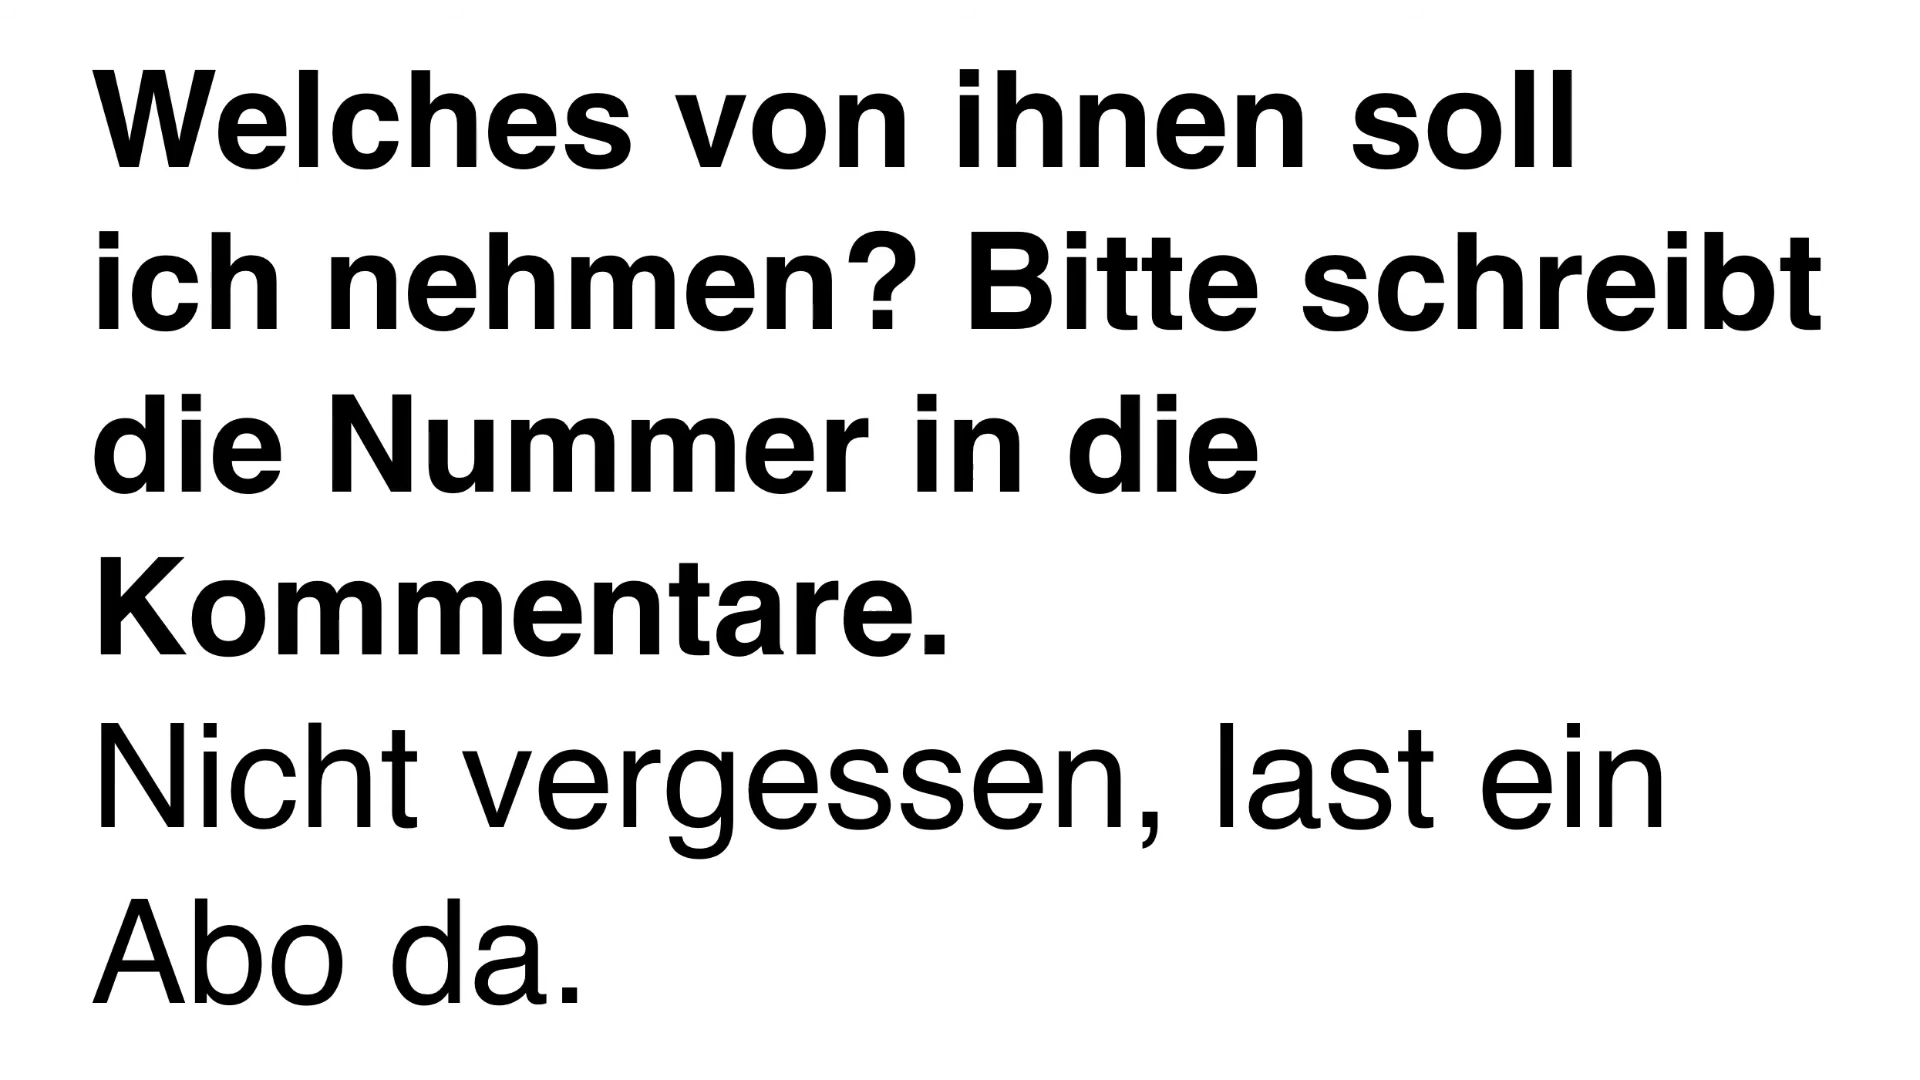 Welches von ihnen soll
ich nehmen? Bitte schreibt
die Nummer in die
Kommentare.
Nicht vergessen, last ein
Abo da.